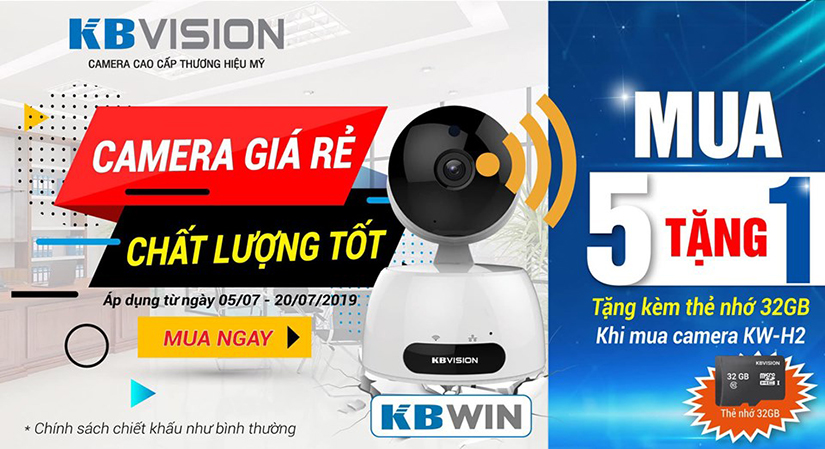 KBVISION
CAMERA CAO CẤP THƯƠNG HIỆU MỸ
CAMERA GIÁ RẺ
CHẤT LƯỢNG TỐT
Áp dụng từ ngày 05/07 - 20/07/2019
MUA NGAY
* Chính sách chiết khấu như bình thường
KBVISION
KBWIN
MUA
5 TẶNG 1
Tặng kèm thẻ nhớ 32GB
Khi mua camera KW-H2
32 GB
micro
Thẻ nhớ 32GB